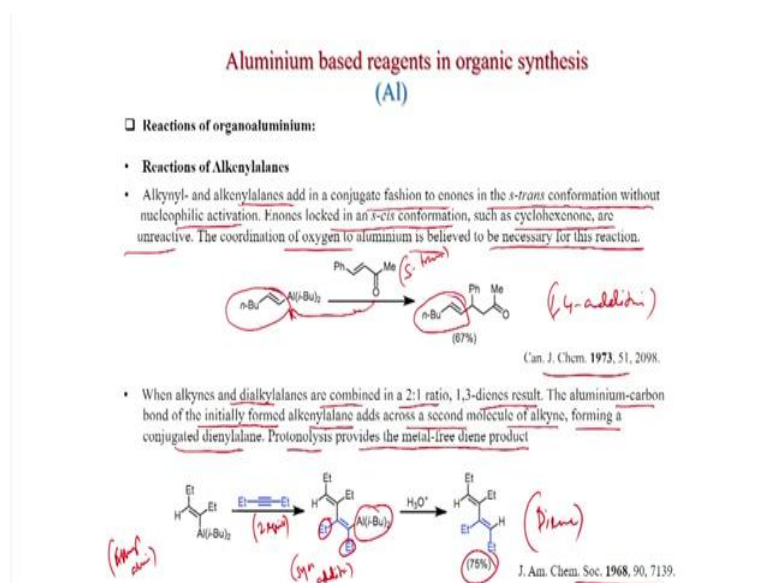 Aluminium based reagents in organic synthesis
(Al)
❑ Reactions of organoaluminium:
• Reactions of Alkenylalanes
• Alkynyl- and alkenylalanes add in a conjugate fashion to enones in the s-trans conformation without
nucleophilic activation. Enones locked in an s-cis conformation, such as cyclohexenone, are
unreactive. The coordination of oxygen to aluminium is believed to be necessary for this reaction.
Ph Me (S. trans)
O
n-Bu Al(i-Bu)₂
Ph Me
n-Bu O
(1,4-addition)
(67%)
Can. J. Chem. 1973, 51, 2098.
• When alkynes and dialkylalanes are combined in a 2:1 ratio, 1,3-dienes result. The aluminium-carbon
bond of the initially formed alkenylalane adds across a second molecule of alkyne, forming a
conjugated dienylalane. Protonolysis provides the metal-free diene product
Et
H Et
Al(i-Bu)₂
Et Et
Et
H Et
Et Al(i-Bu)₂
Et
H₃O⁺
Et
H Et
Et H
Et
(Diene)
(syn addition)
(75%)
J. Am. Chem. Soc. 1968, 90, 7139.